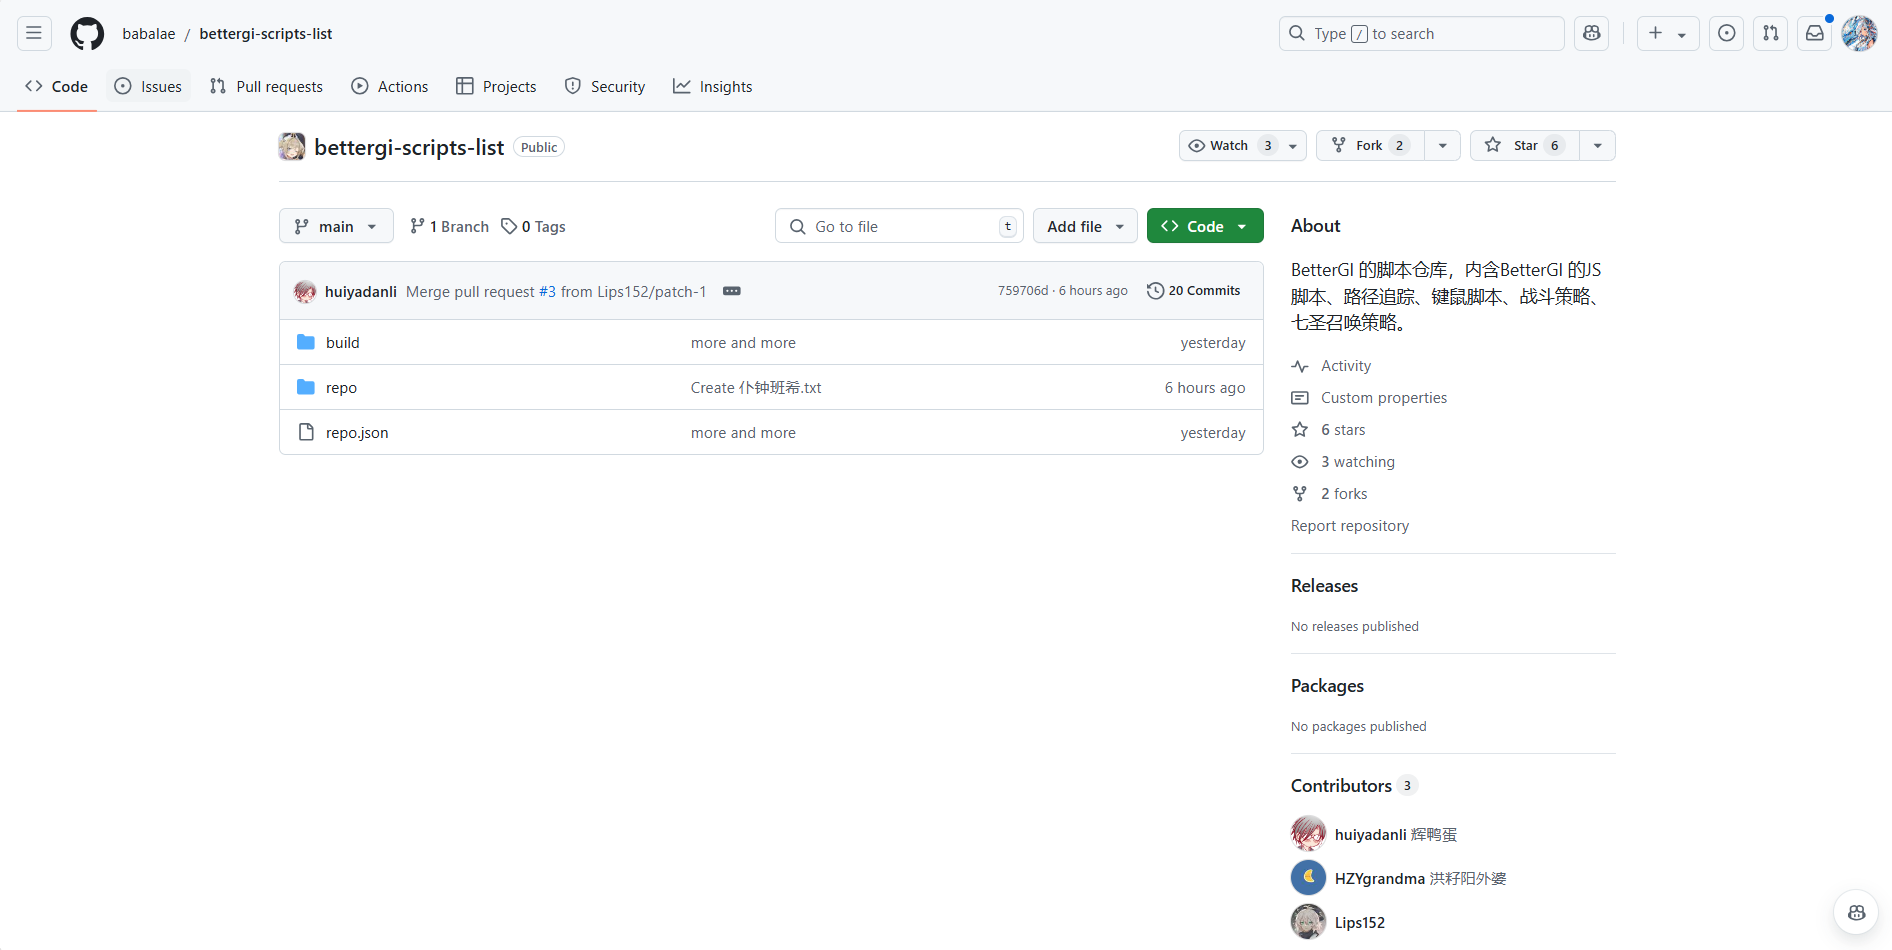 babalae / bettergi-scripts-list
Type / to search
Code Issues Pull requests Actions Projects Security Insights
bettergi-scripts-list Public
Watch 3 Fork 2 Star 6
main 1 Branch 0 Tags Go to file t Add file Code
huiyadanli Merge pull request #3 from Lips152/patch-1 759706d · 6 hours ago 20 Commits
build more and more yesterday
repo Create 仆钟班希.txt 6 hours ago
repo.json more and more yesterday
About
BetterGI 的脚本仓库，内含BetterGI 的JS
脚本、路径追踪、键鼠脚本、战斗策略、
七圣召唤策略。
Activity
Custom properties
6 stars
3 watching
2 forks
Report repository
Releases
No releases published
Packages
No packages published
Contributors 3
huiyadanli 辉鸭蛋
HZYgrandma 洪籽阳外婆
Lips152